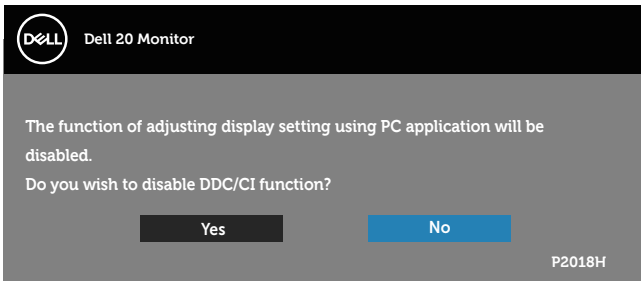 DELL
Dell 20 Monitor
The function of adjusting display setting using PC application will be
disabled.
Do you wish to disable DDC/CI function?
Yes No
P2018H